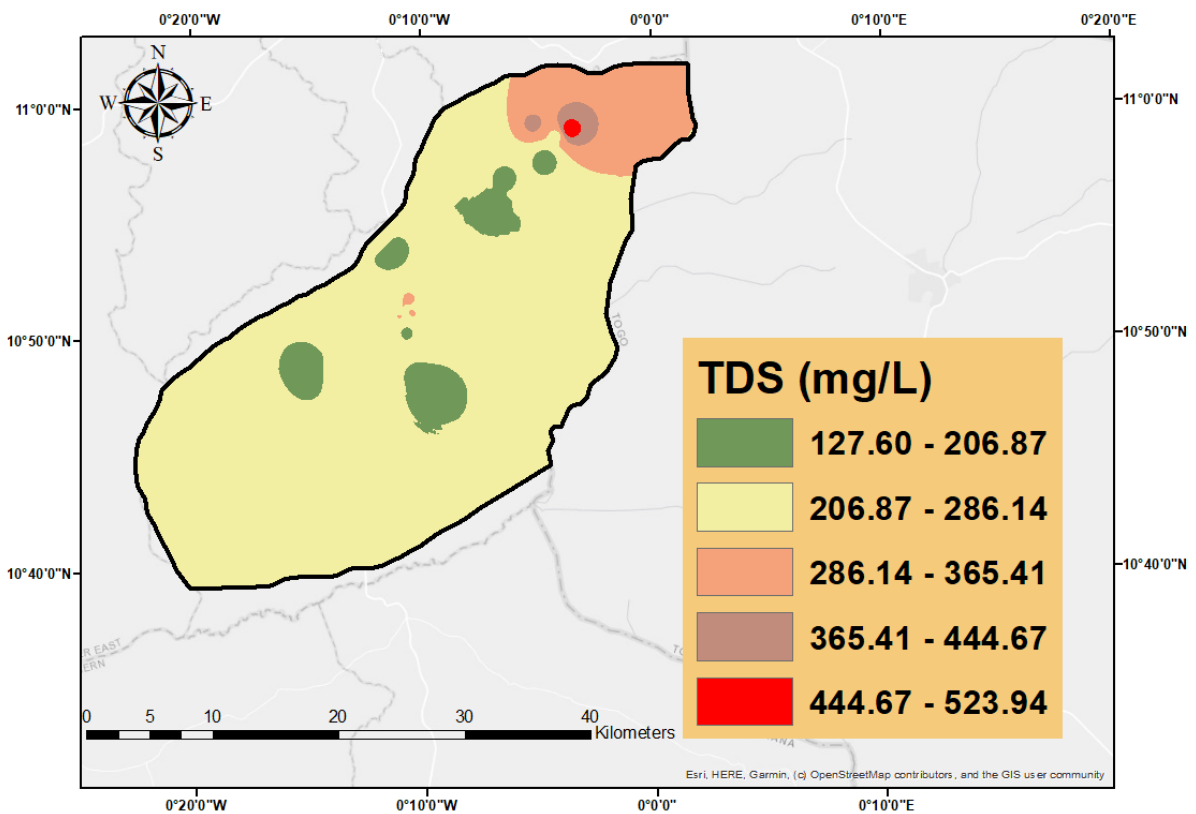 0°20'0"W 0°10'0"W 0°0'0" 0°10'0"E 0°20'0"E
N
W E
S
11°0'0"N 11°0'0"N
TOGO
10°50'0"N 10°50'0"N
TDS (mg/L)
127.60 - 206.87
206.87 - 286.14
286.14 - 365.41
365.41 - 444.67
444.67 - 523.94
10°40'0"N 10°40'0"N
EAST
0 5 10 20 30 40
Kilometers
Esri, HERE, Garmin, (c) OpenStreetMap contributors, and the GIS user community
0°20'0"W 0°10'0"W 0°0'0" 0°10'0"E